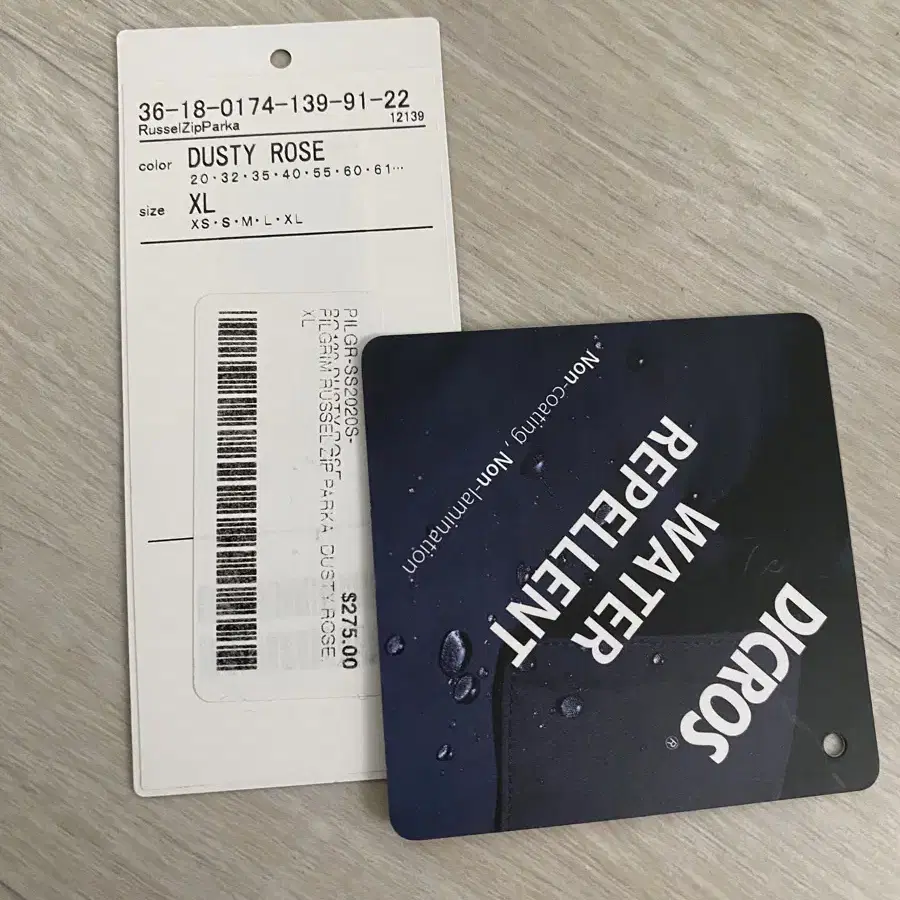 36-18-0174-139-91-22
RusselZipParka 12139
color DUSTY ROSE
20・32・35・40・55・60・61…
size XL
XS・S・M・L・XL
PILGR-SS2020S-
PILGRIM RUSSEL ZIP PARKA, DUSTY ROSE,
XL
$275.00
Non-coating, Non-lamination
WATER
REPELLENT
DICROS®